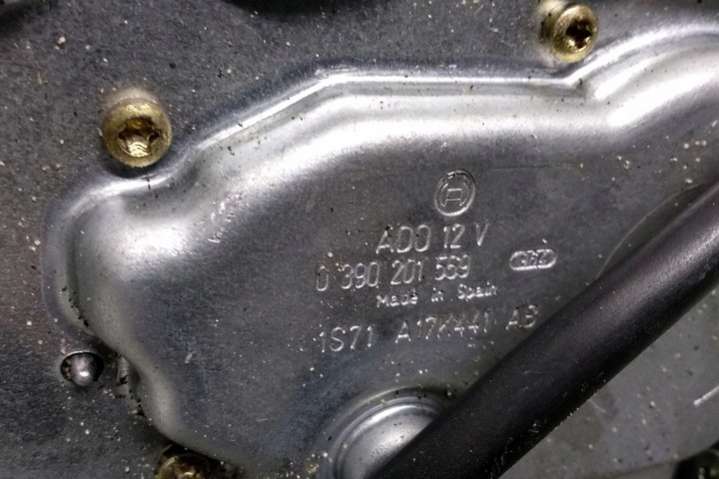 ADO 12 V
0 390 201 569
Made in Spain
1S71 A17K441 AB